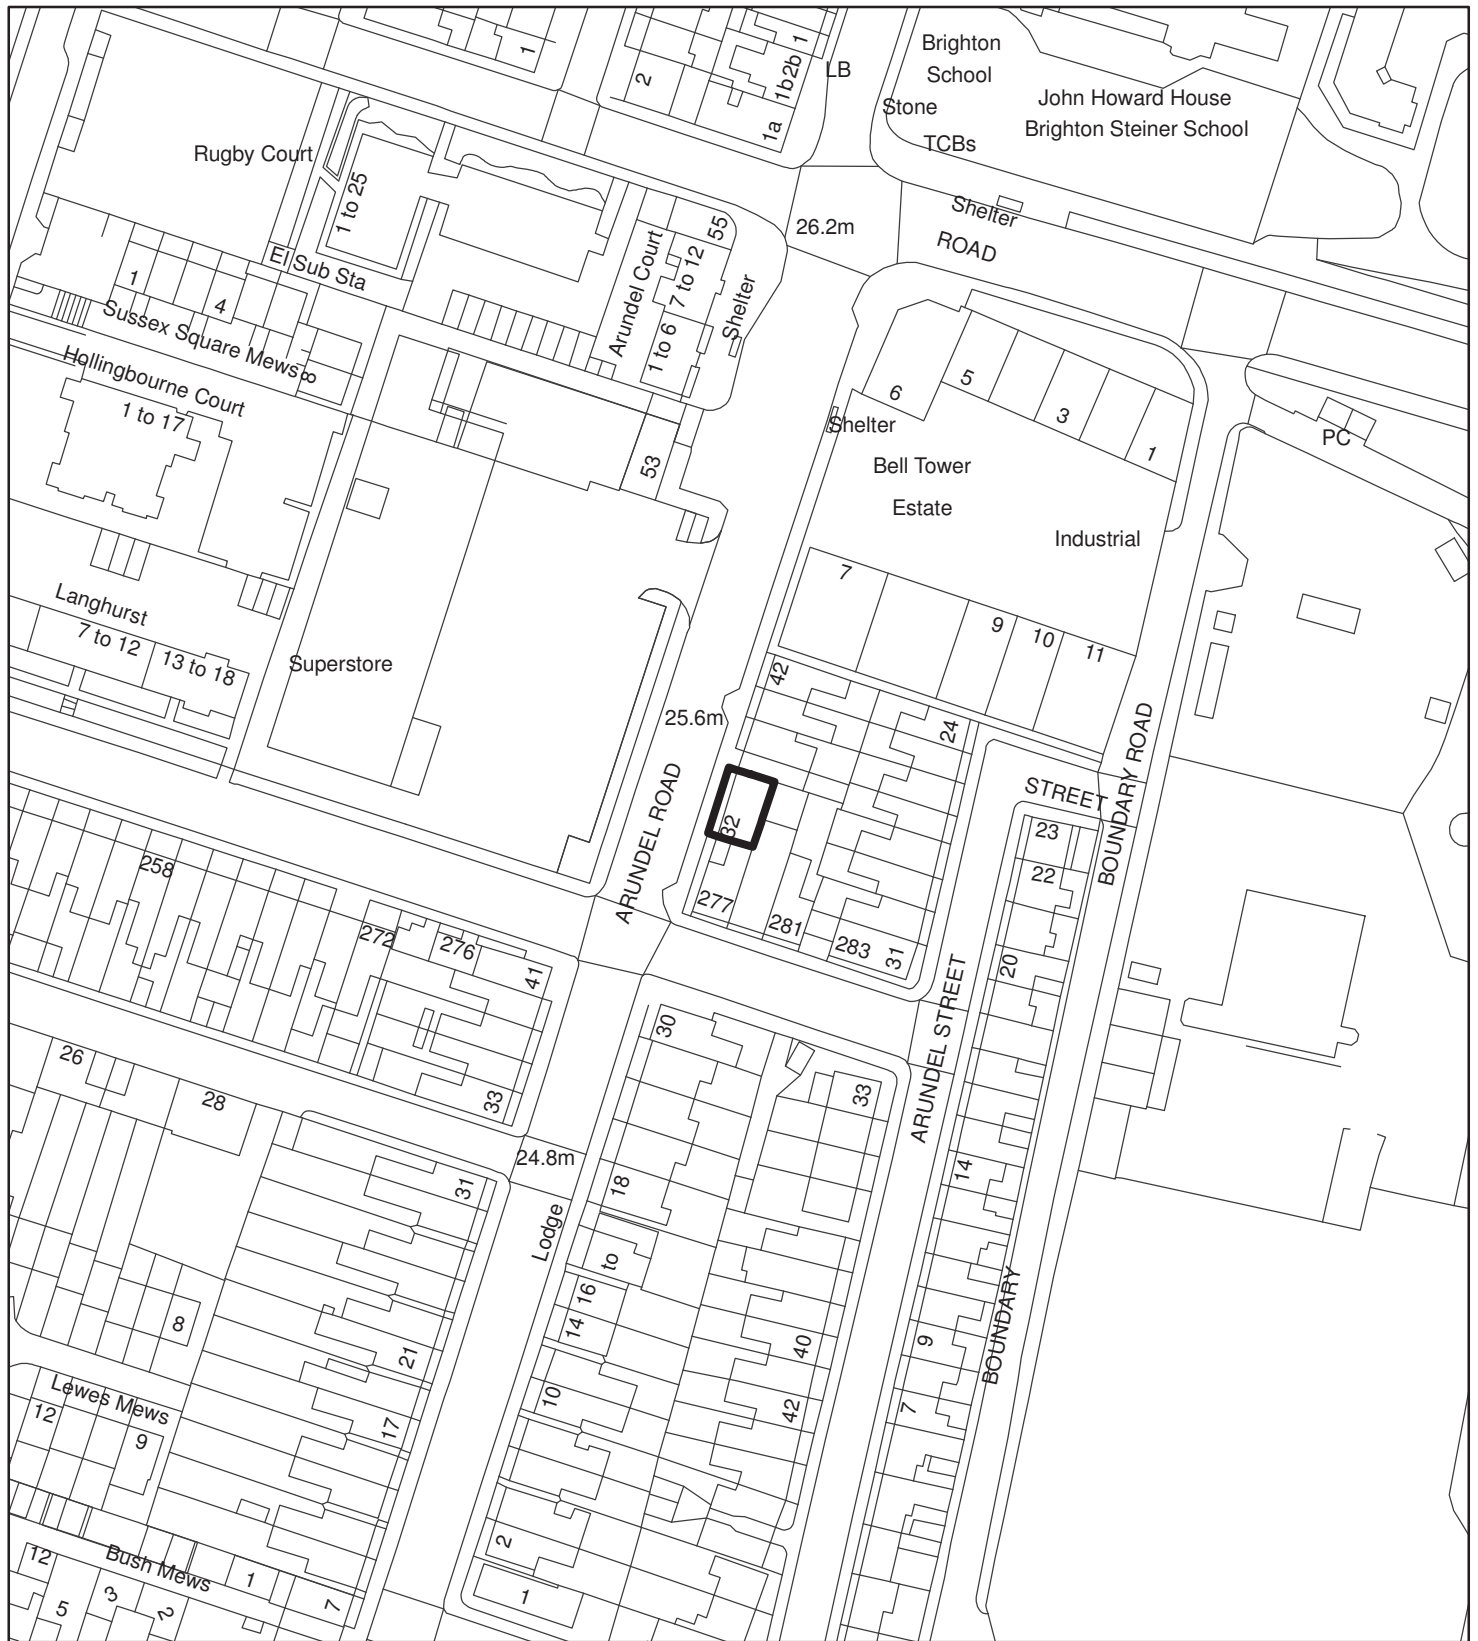 1
2
1b2b
1
1a
LB
Brighton
School
Stone
John Howard House
Brighton Steiner School
TCBs
Rugby Court
1 to 25
Shelter
ROAD
26.2m
55
El Sub Sta
Arundel Court
7 to 12
1 to 6
Shelter
1
4
Sussex Square Mews
8
Hollingbourne Court
1 to 17
6
5
3
1
Shelter
PC
53
Bell Tower
Estate
Industrial
7
9
10
11
Langhurst
7 to 12
13 to 18
Superstore
42
24
25.6m
ARUNDEL ROAD
32
STREET
BOUNDARY ROAD
23
22
258
272
276
41
277
281
283
31
20
ARUNDEL STREET
30
33
26
28
33
24.8m
14
31
18
Lodge
to
16
14
8
21
40
9
BOUNDARY
Lewes Mews
12
9
17
10
42
7
2
Bush Mews
12
1
3
5
2
7
1